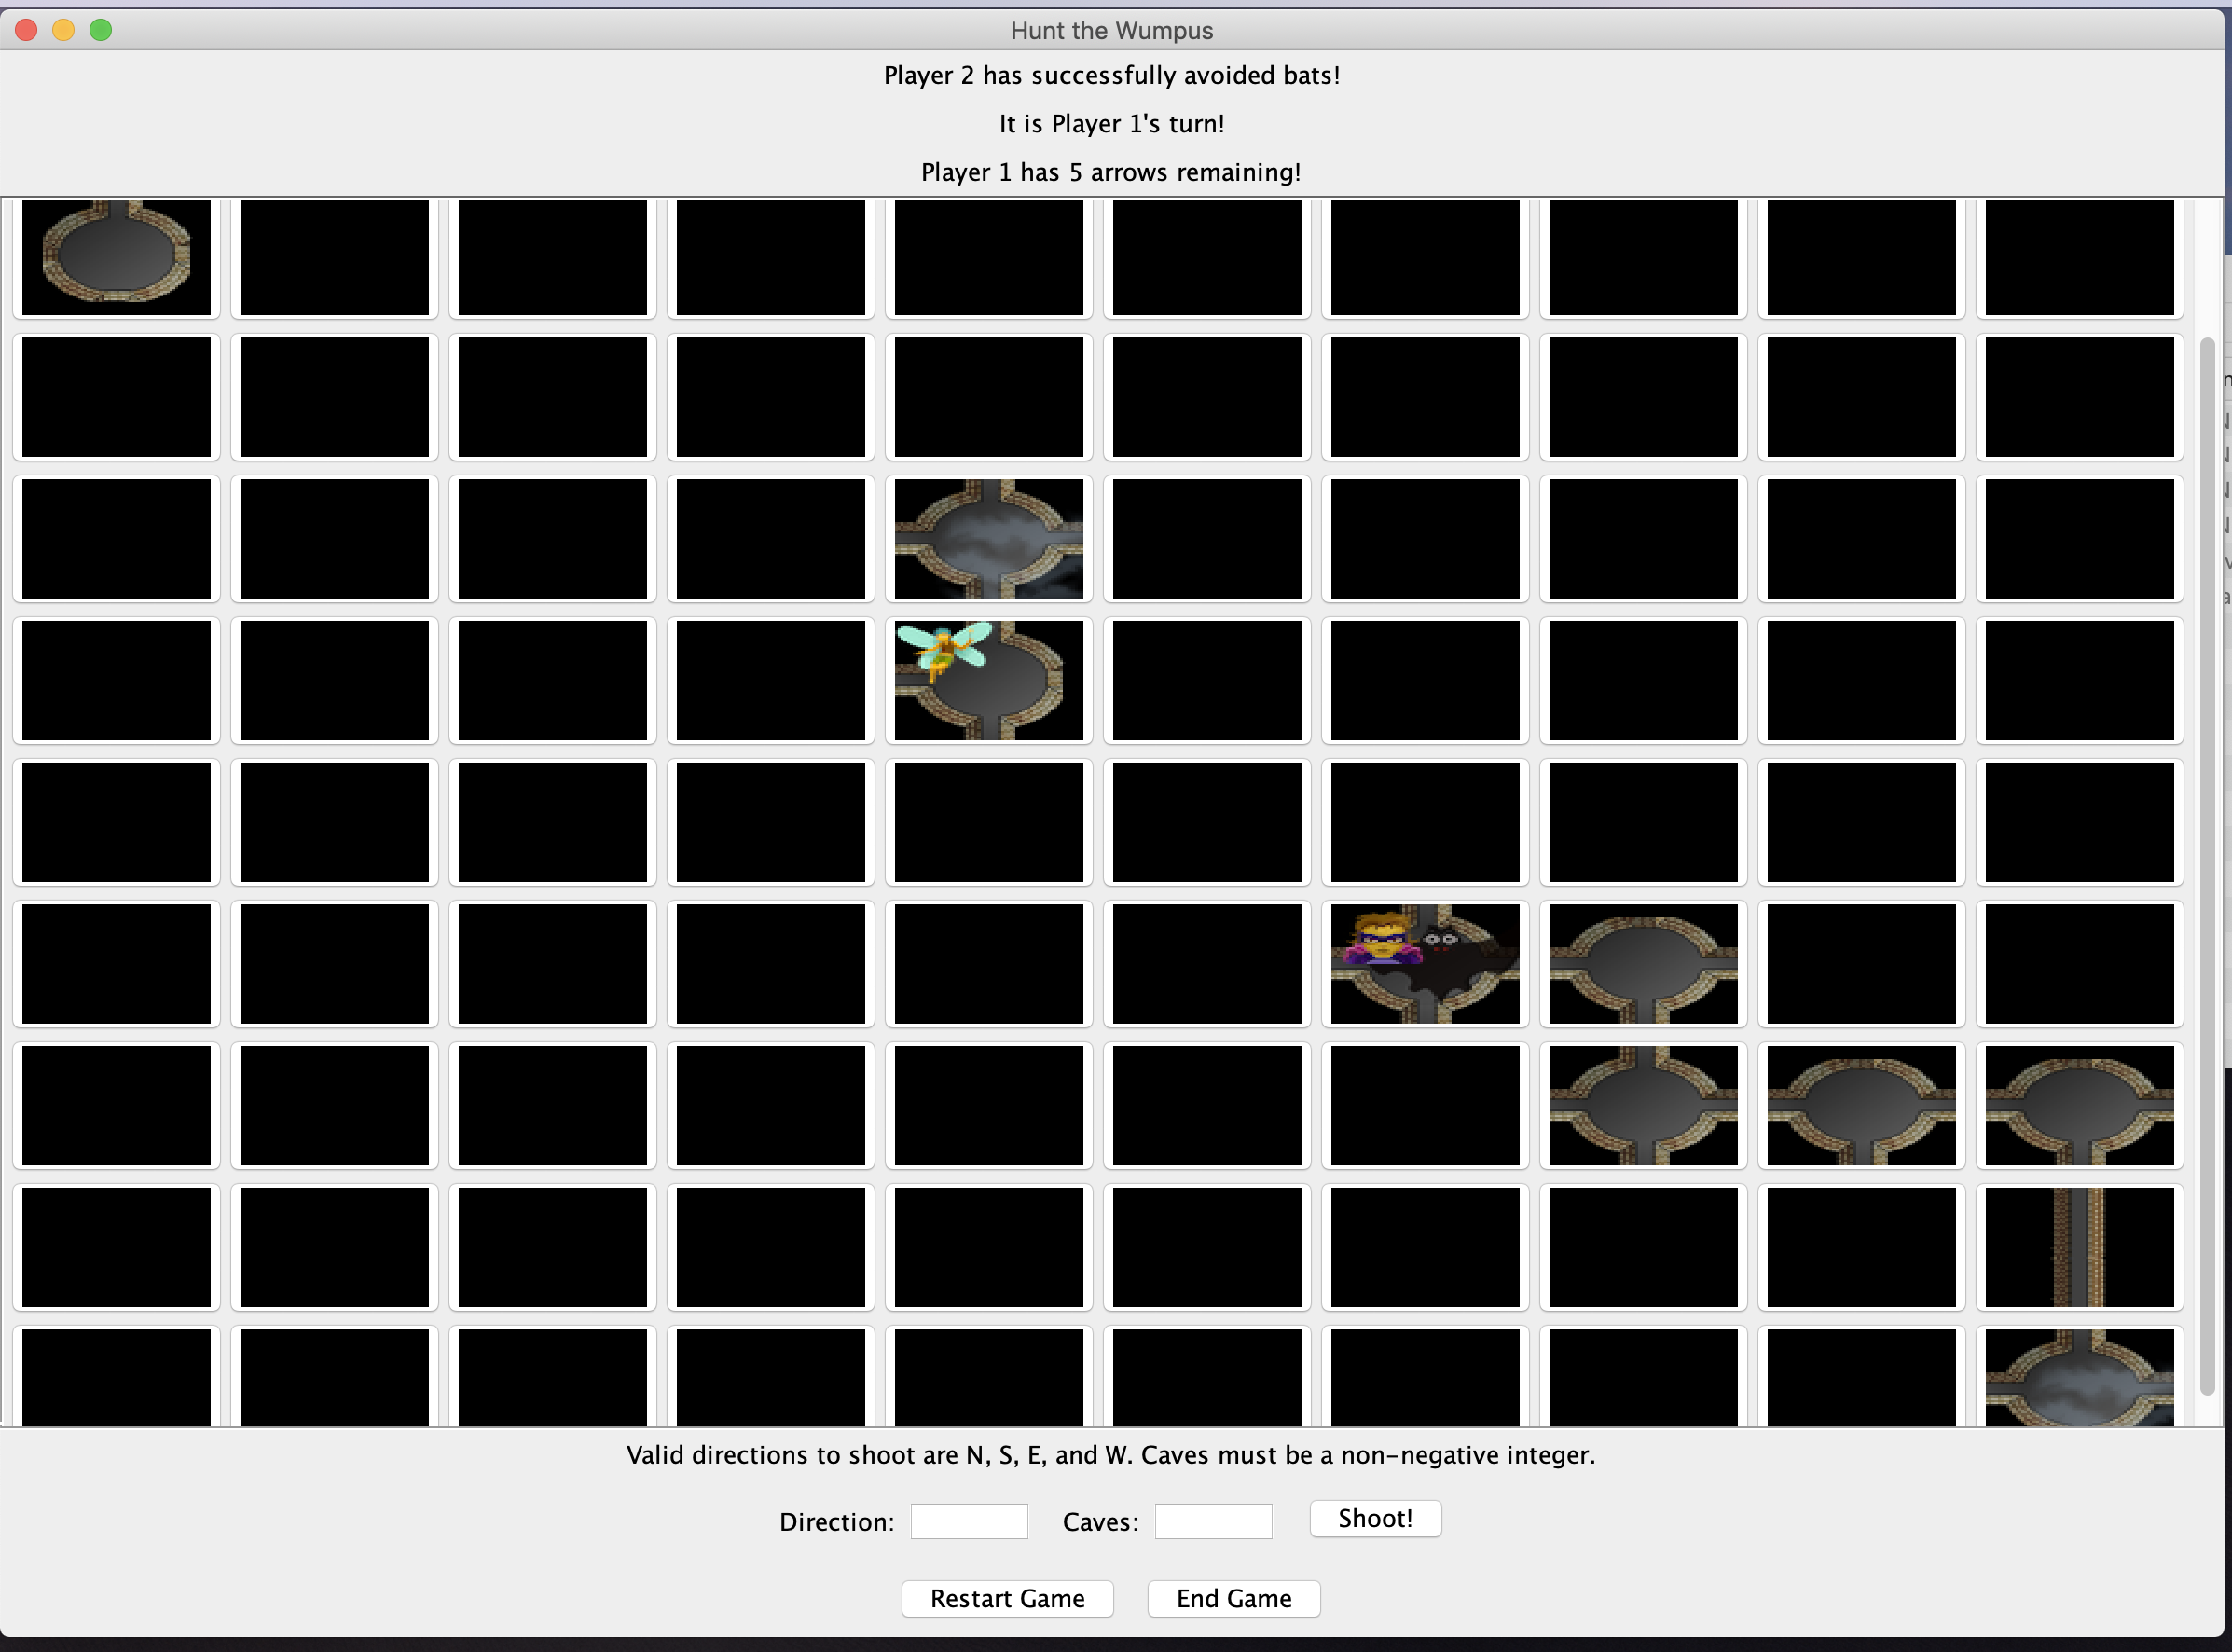 Hunt the Wumpus
Player 2 has successfully avoided bats!
It is Player 1's turn!
Player 1 has 5 arrows remaining!
Valid directions to shoot are N, S, E, and W. Caves must be a non-negative integer.
Direction: Caves: Shoot!
Restart Game End Game